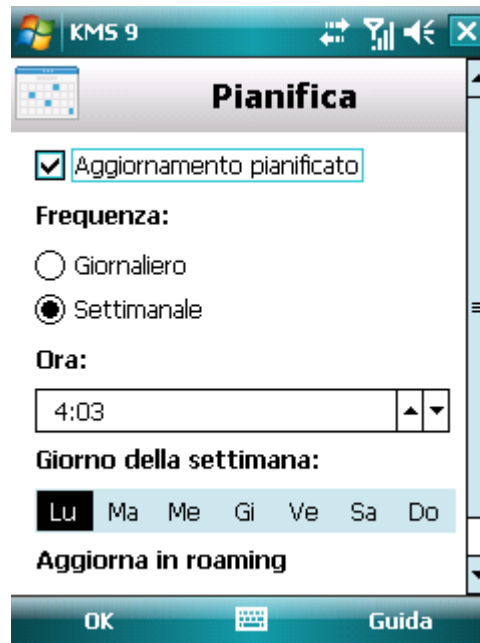 KMS 9
Pianifica
Aggiornamento pianificato
Frequenza:
Giornaliero
Settimanale
Ora:
4:03
Giorno della settimana:
Lu Ma Me Gi Ve Sa Do
Aggiorna in roaming
OK Guida